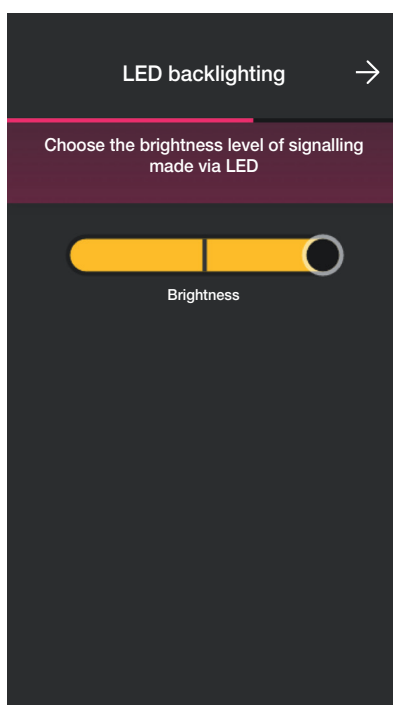 LED backlighting
Choose the brightness level of signalling
made via LED
Brightness